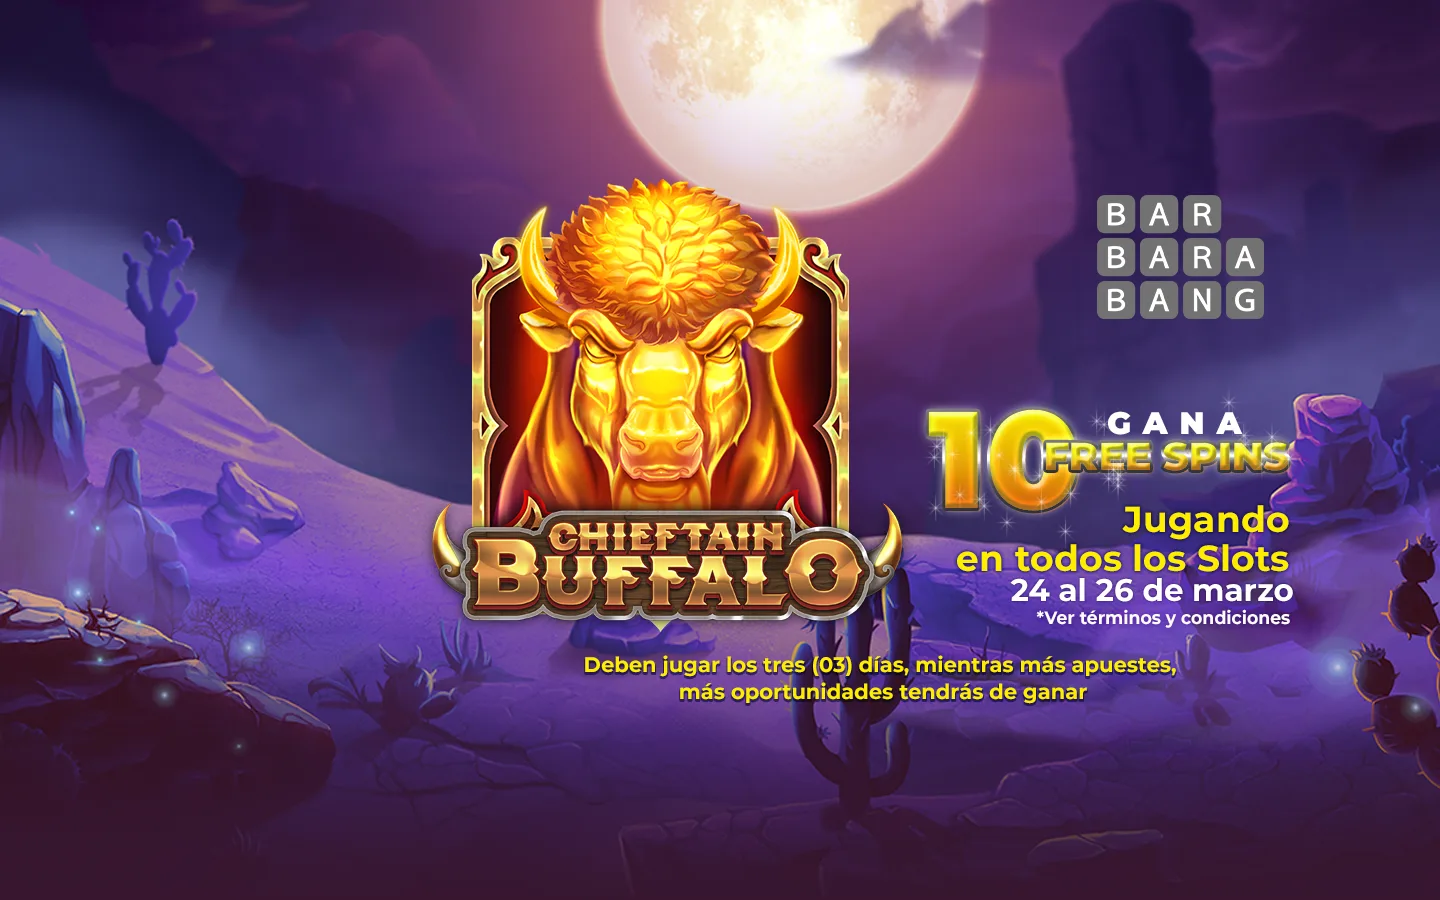 BAR
BARA
BANG
CHIEFTAIN
BUFFALO
GANA
10 FREE SPINS
Jugando
en todos los Slots
24 al 26 de marzo
*Ver términos y condiciones
Deben jugar los tres (03) días, mientras más apuestes,
más oportunidades tendrás de ganar